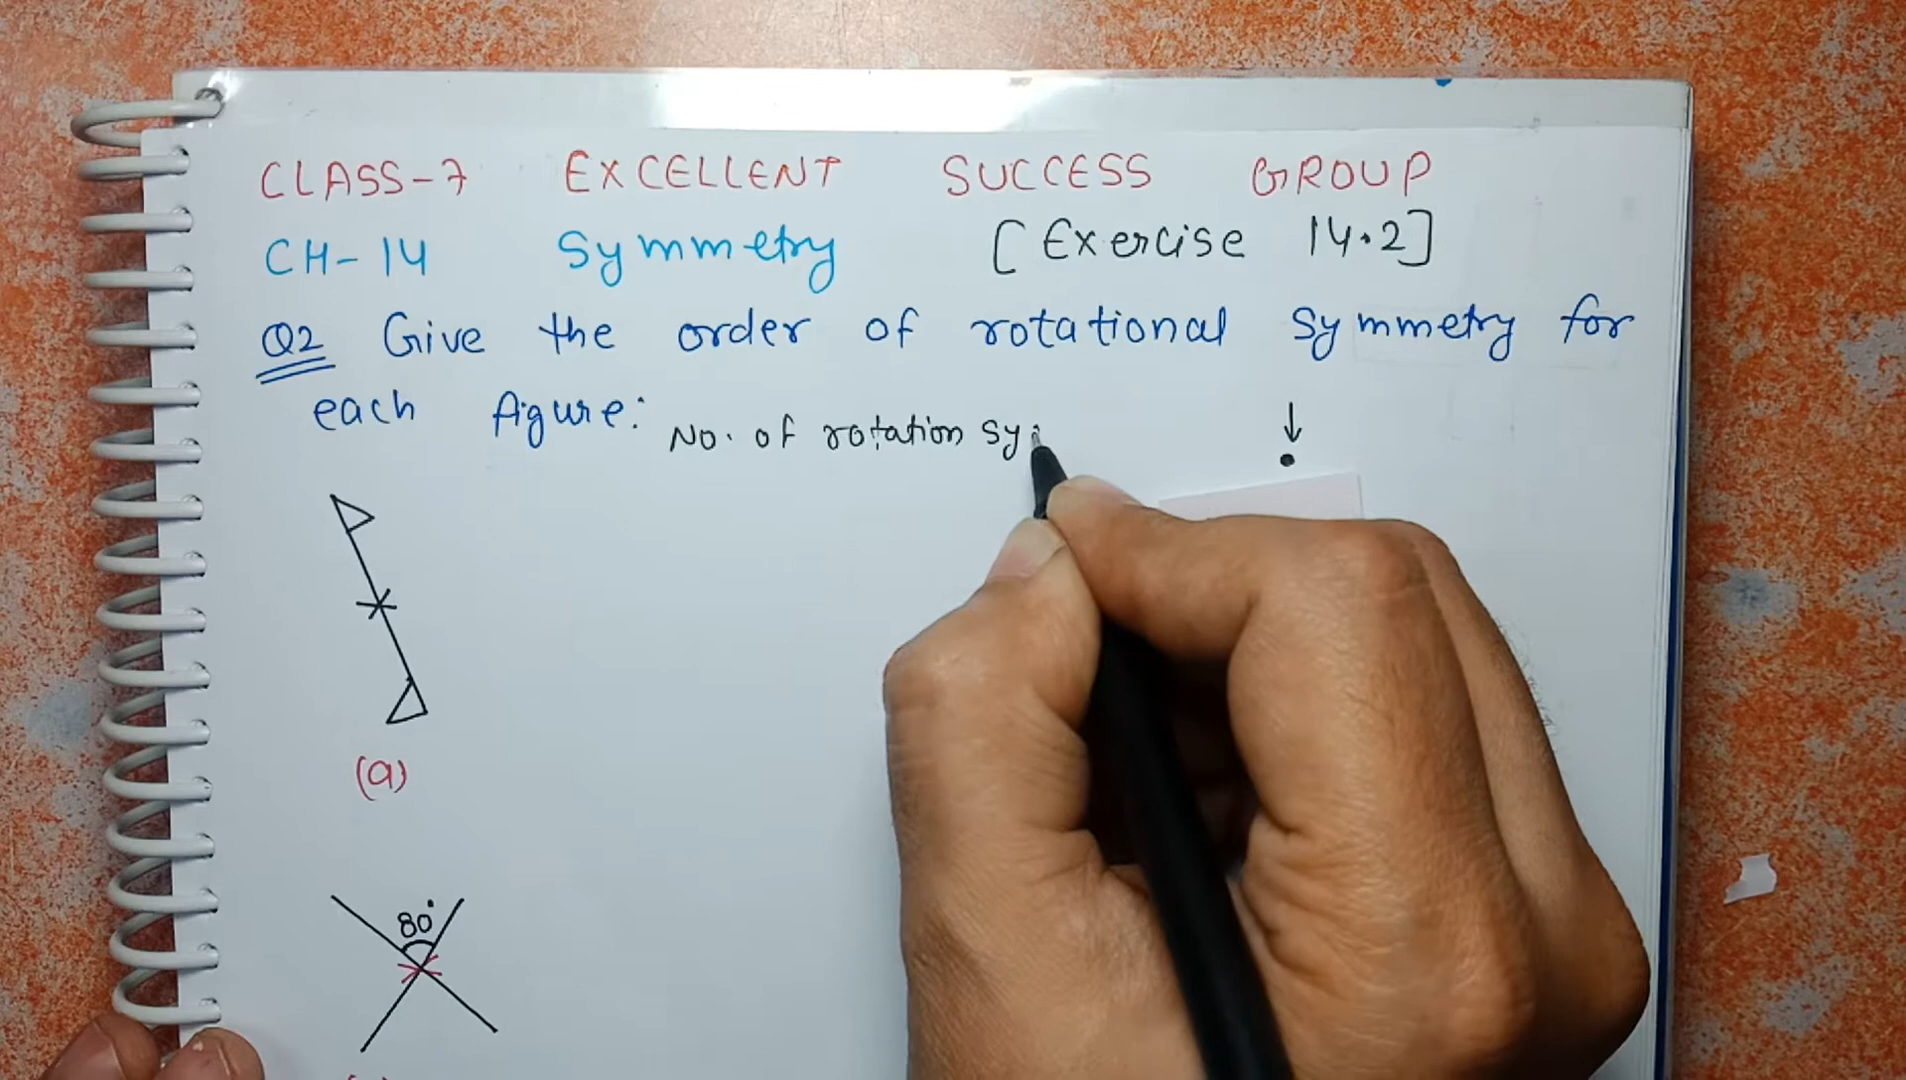 CLASS-7 EXCELLENT SUCCESS GROUP
CH-14 Symmetry [Exercise 14.2]
Q2 Give the order of rotational Symmetry for
each figure:
No. of rotation Sy
(a)
80°